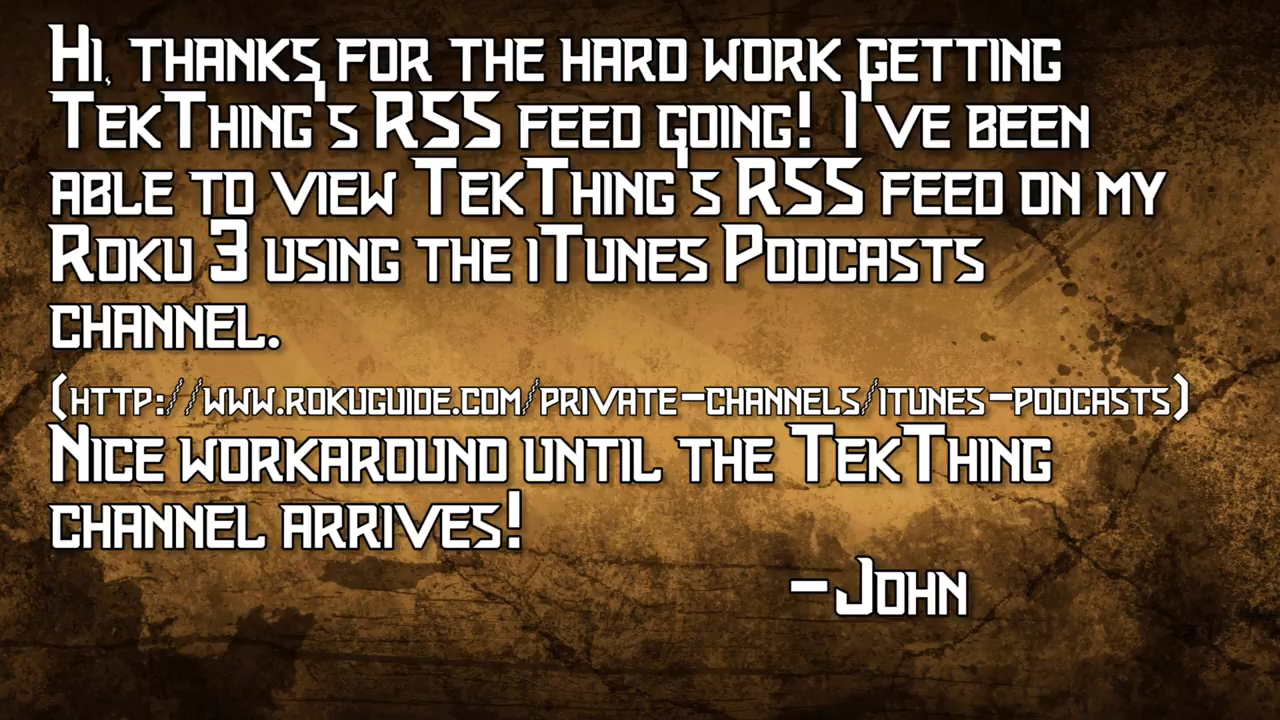 Hi, thanks for the hard work getting
TekThing's RSS feed going! I've been
able to view TekThing's RSS feed on my
Roku 3 using the iTunes Podcasts
channel.
(http://www.rokuguide.com/private-channels/itunes-podcasts)
Nice workaround until the TekThing
channel arrives!
-John